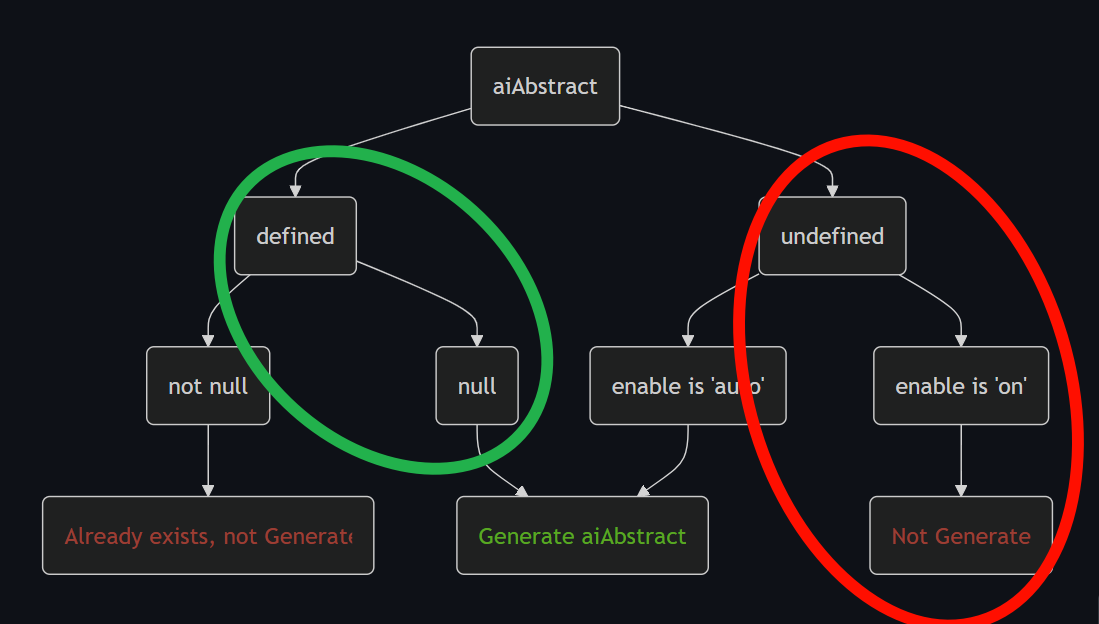 aiAbstract
defined
undefined
not null
null
enable is 'auto'
enable is 'on'
Already exists, not Generate
Generate aiAbstract
Not Generate